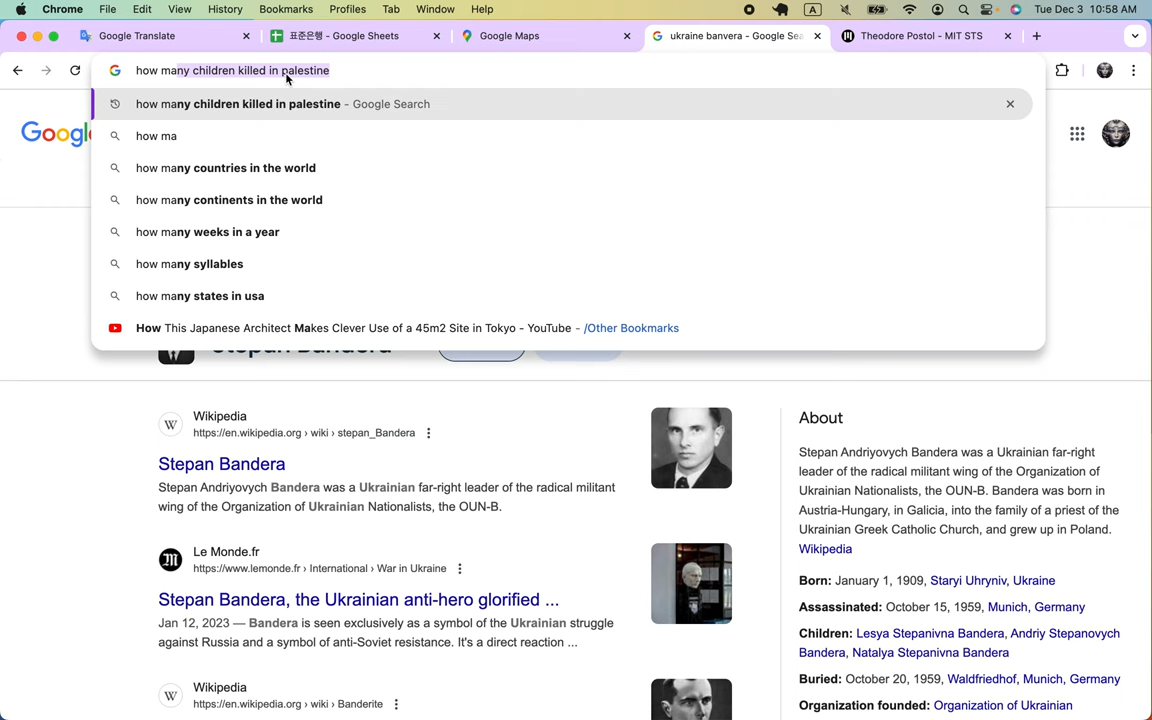 Chrome File Edit View History Bookmarks Profiles Tab Window Help A Tue Dec 3 10:58 AM
Google Translate 표준은행 - Google Sheets Google Maps ukraine banvera - Google Sea Theodore Postol - MIT STS
how many children killed in palestine
how many children killed in palestine - Google Search
how ma
how many countries in the world
how many continents in the world
how many weeks in a year
how many syllables
how many states in usa
How This Japanese Architect Makes Clever Use of a 45m2 Site in Tokyo - YouTube - /Other Bookmarks
Googl
Stepan Bandera
Wikipedia
https://en.wikipedia.org › wiki › stepan_Bandera
Stepan Bandera
Stepan Andriyovych Bandera was a Ukrainian far-right leader of the radical militant
wing of the Organization of Ukrainian Nationalists, the OUN-B.
Le Monde.fr
https://www.lemonde.fr › International › War in Ukraine
Stepan Bandera, the Ukrainian anti-hero glorified ...
Jan 12, 2023 — Bandera is seen exclusively as a symbol of the Ukrainian struggle
against Russia and a symbol of anti-Soviet resistance. It's a direct reaction ...
Wikipedia
https://en.wikipedia.org › wiki › Banderite
About
Stepan Andriyovych Bandera was a Ukrainian far-right
leader of the radical militant wing of the Organization of
Ukrainian Nationalists, the OUN-B. Bandera was born in
Austria-Hungary, in Galicia, into the family of a priest of the
Ukrainian Greek Catholic Church, and grew up in Poland.
Wikipedia
Born: January 1, 1909, Staryi Uhryniv, Ukraine
Assassinated: October 15, 1959, Munich, Germany
Children: Lesya Stepanivna Bandera, Andriy Stepanovych
Bandera, Natalya Stepanivna Bandera
Buried: October 20, 1959, Waldfriedhof, Munich, Germany
Organization founded: Organization of Ukrainian